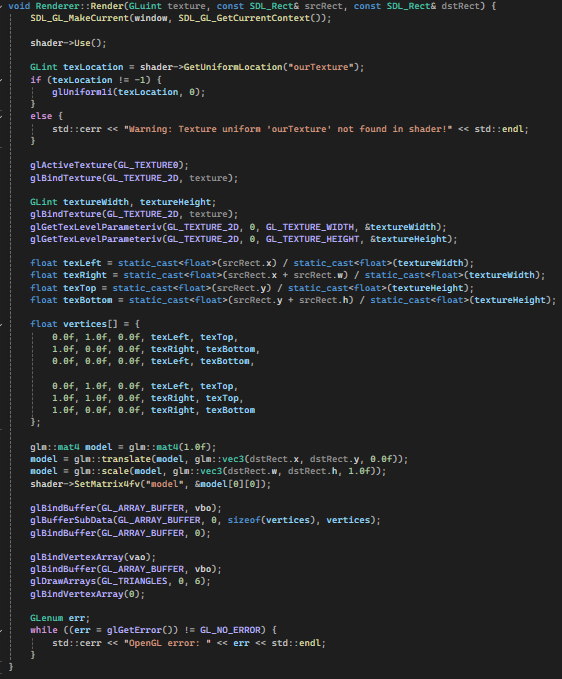 void Renderer::Render(GLuint texture, const SDL_Rect& srcRect, const SDL_Rect& dstRect) {
    SDL_GL_MakeCurrent(window, SDL_GL_GetCurrentContext());

    shader->Use();

    GLint texLocation = shader->GetUniformLocation("ourTexture");
    if (texLocation != -1) {
        glUniform1i(texLocation, 0);
    }
    else {
        std::cerr << "Warning: Texture uniform 'ourTexture' not found in shader!" << std::endl;
    }

    glActiveTexture(GL_TEXTURE0);
    glBindTexture(GL_TEXTURE_2D, texture);

    GLint textureWidth, textureHeight;
    glBindTexture(GL_TEXTURE_2D, texture);
    glGetTexLevelParameteriv(GL_TEXTURE_2D, 0, GL_TEXTURE_WIDTH, &textureWidth);
    glGetTexLevelParameteriv(GL_TEXTURE_2D, 0, GL_TEXTURE_HEIGHT, &textureHeight);

    float texLeft = static_cast<float>(srcRect.x) / static_cast<float>(textureWidth);
    float texRight = static_cast<float>(srcRect.x + srcRect.w) / static_cast<float>(textureWidth);
    float texTop = static_cast<float>(srcRect.y) / static_cast<float>(textureHeight);
    float texBottom = static_cast<float>(srcRect.y + srcRect.h) / static_cast<float>(textureHeight);

    float vertices[] = {
        0.0f, 1.0f, 0.0f, texLeft, texTop,
        1.0f, 0.0f, 0.0f, texRight, texBottom,
        0.0f, 0.0f, 0.0f, texLeft, texBottom,

        0.0f, 1.0f, 0.0f, texLeft, texTop,
        1.0f, 1.0f, 0.0f, texRight, texTop,
        1.0f, 0.0f, 0.0f, texRight, texBottom
    };

    glm::mat4 model = glm::mat4(1.0f);
    model = glm::translate(model, glm::vec3(dstRect.x, dstRect.y, 0.0f));
    model = glm::scale(model, glm::vec3(dstRect.w, dstRect.h, 1.0f));
    shader->SetMatrix4fv("model", &model[0][0]);

    glBindBuffer(GL_ARRAY_BUFFER, vbo);
    glBufferSubData(GL_ARRAY_BUFFER, 0, sizeof(vertices), vertices);
    glBindBuffer(GL_ARRAY_BUFFER, 0);

    glBindVertexArray(vao);
    glBindBuffer(GL_ARRAY_BUFFER, vbo);
    glDrawArrays(GL_TRIANGLES, 0, 6);
    glBindVertexArray(0);

    GLenum err;
    while ((err = glGetError()) != GL_NO_ERROR) {
        std::cerr << "OpenGL error: " << err << std::endl;
    }
}